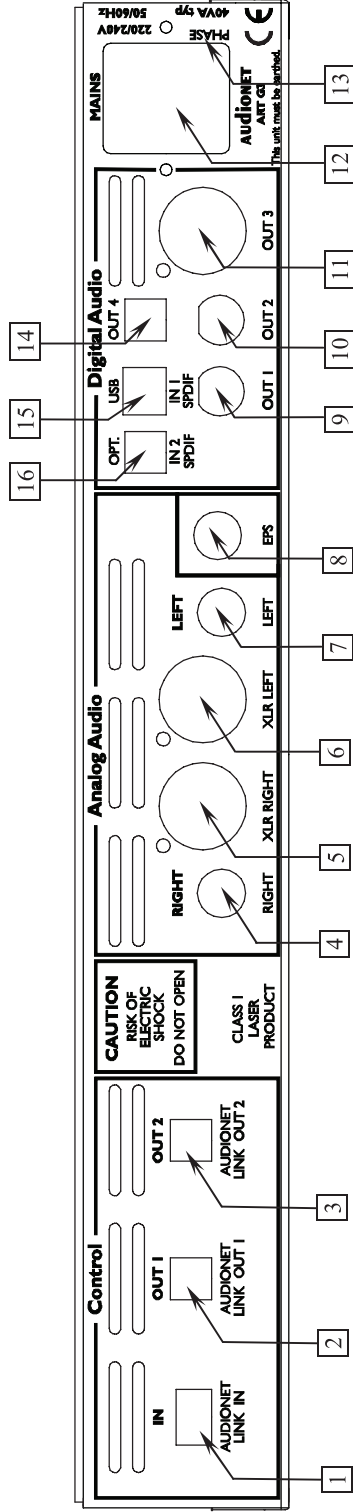 Control
IN
AUDIONET
LINK IN
OUT 1
AUDIONET
LINK OUT 1
OUT 2
AUDIONET
LINK OUT 2
CAUTION
RISK OF
ELECTRIC
SHOCK
DO NOT OPEN
CLASS 1
LASER
PRODUCT
Analog Audio
RIGHT
RIGHT
XLR RIGHT
XLR LEFT
LEFT
LEFT
EPS
Digital Audio
OPT.
IN 2
SPDIF
USB
IN 1
SPDIF
OUT 4
OUT 1
OUT 2
OUT 3
MAINS
220/240V
50/60Hz
40VA typ
PHASE
CE
AUDIONET
ART G2
This unit must be earthed.
1
2
3
4
5
6
7
8
9
10
11
12
13
14
15
16